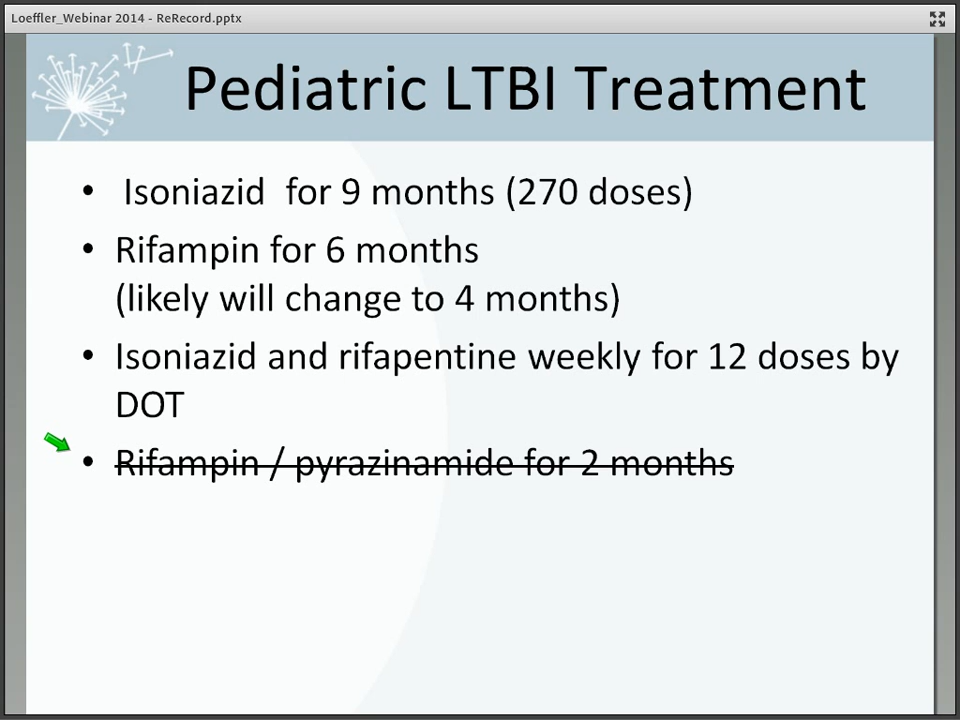 Loeffler_Webinar 2014 - ReRecord.pptx
Pediatric LTBI Treatment
• Isoniazid for 9 months (270 doses)
• Rifampin for 6 months
(likely will change to 4 months)
• Isoniazid and rifapentine weekly for 12 doses by
DOT
• Rifampin / pyrazinamide for 2 months